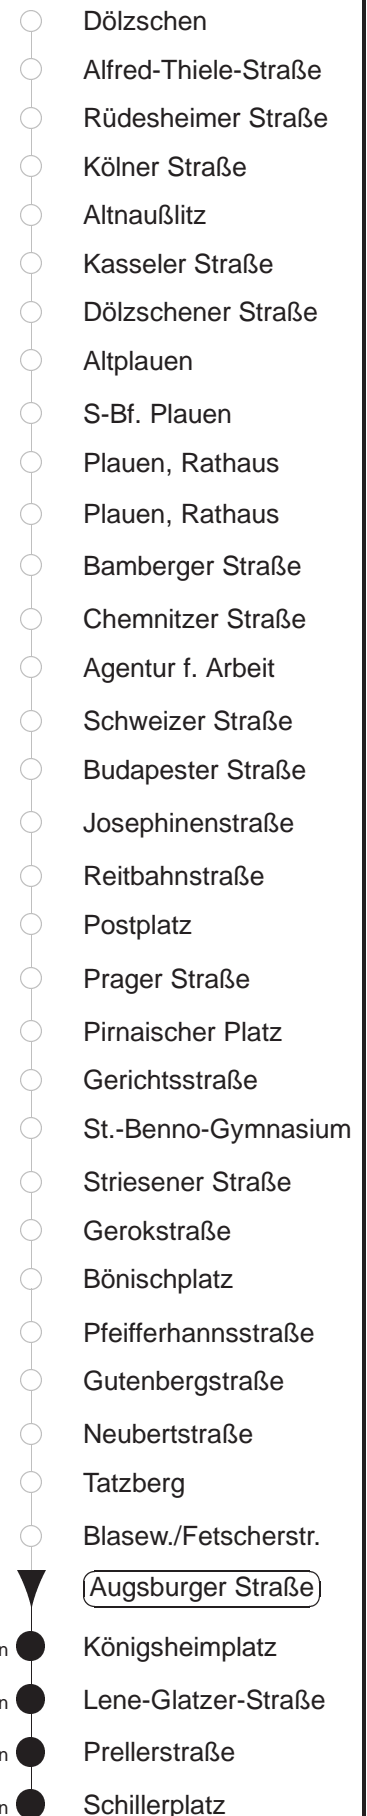 Dölzschen
Alfred-Thiele-Straße
Rüdesheimer Straße
Kölner Straße
Altnaußlitz
Kasseler Straße
Dölzschener Straße
Altplauen
S-Bf. Plauen
Plauen, Rathaus
Plauen, Rathaus
Bamberger Straße
Chemnitzer Straße
Agentur f. Arbeit
Schweizer Straße
Budapester Straße
Josephinenstraße
Reitbahnstraße
Postplatz
Prager Straße
Pirnaischer Platz
Gerichtsstraße
St.-Benno-Gymnasium
Striesener Straße
Gerokstraße
Bönischplatz
Pfeifferhannsstraße
Gutenbergstraße
Neubertstraße
Tatzberg
Blasew./Fetscherstr.
Augsburger Straße
n Königsheimplatz
n Lene-Glatzer-Straße
n Prellerstraße
n Schillerplatz